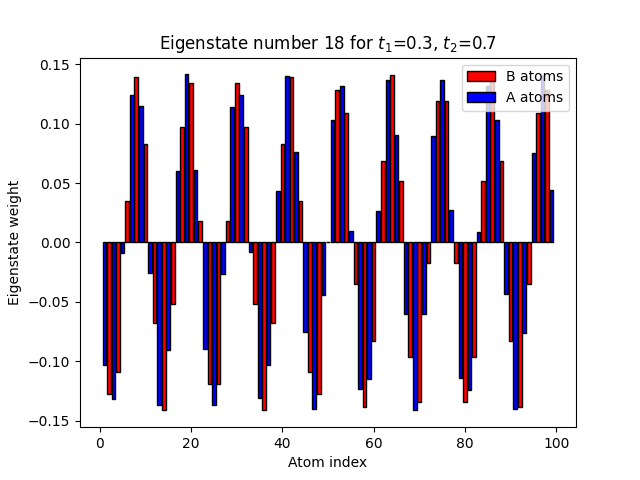 Eigenstate number 18 for t₁=0.3, t₂=0.7
B atoms
A atoms
0.15
0.10
0.05
0.00
−0.05
−0.10
−0.15
Eigenstate weight
0 20 40 60 80 100
Atom index